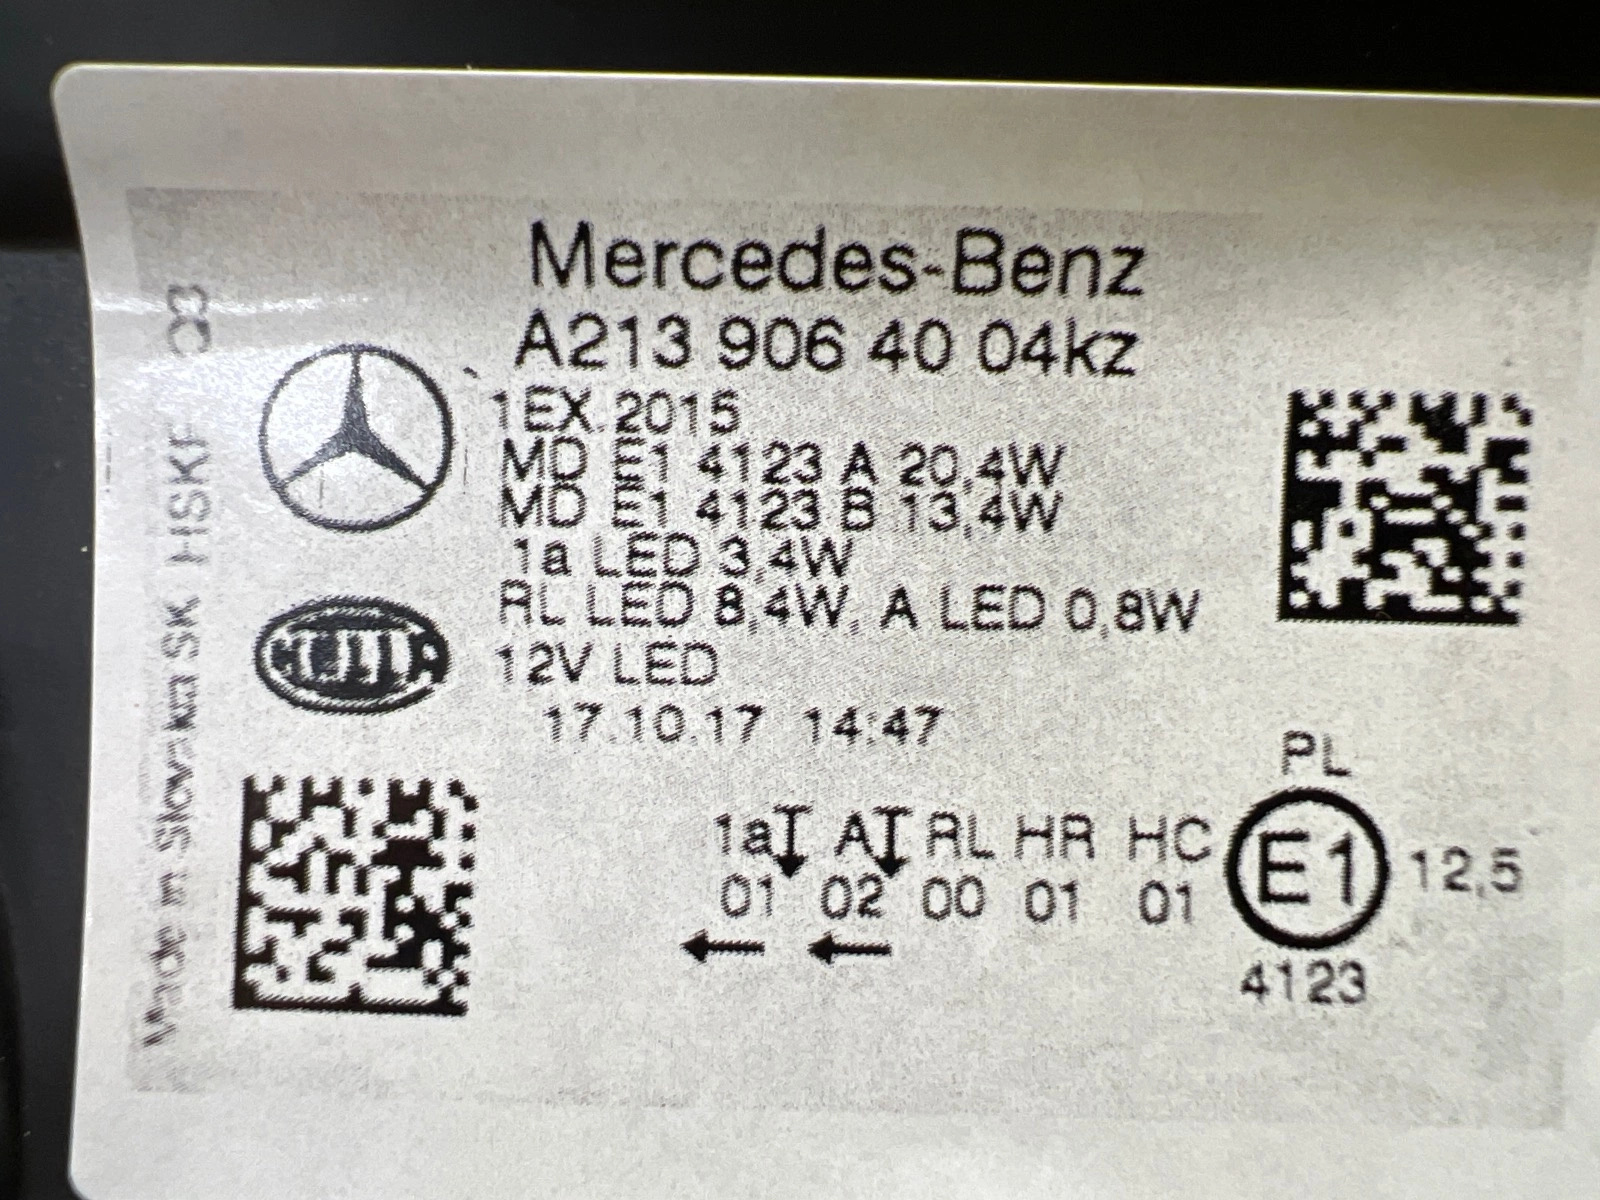 Mercedes-Benz
A213 906 40 04kz
1EX.2015
MD E1 4123 A 20,4W
MD E1 4123 B 13,4W
1a LED 3,4W
RL LED 8,4W, A LED 0,8W
12V LED
17.10.17 14:47
PL
1a A RL HR HC E1 12,5
01 02 00 01 01
4123
Made in Slovakia SK HSKF